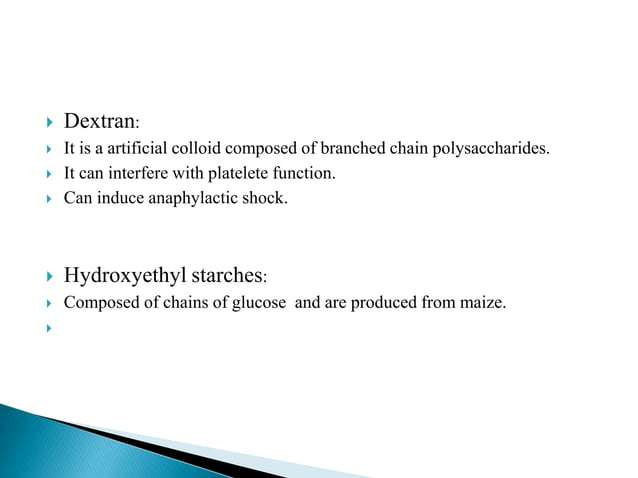 Dextran:
It is a artificial colloid composed of branched chain polysaccharides.
It can interfere with platelete function.
Can induce anaphylactic shock.
Hydroxyethyl starches:
Composed of chains of glucose  and are produced from maize.